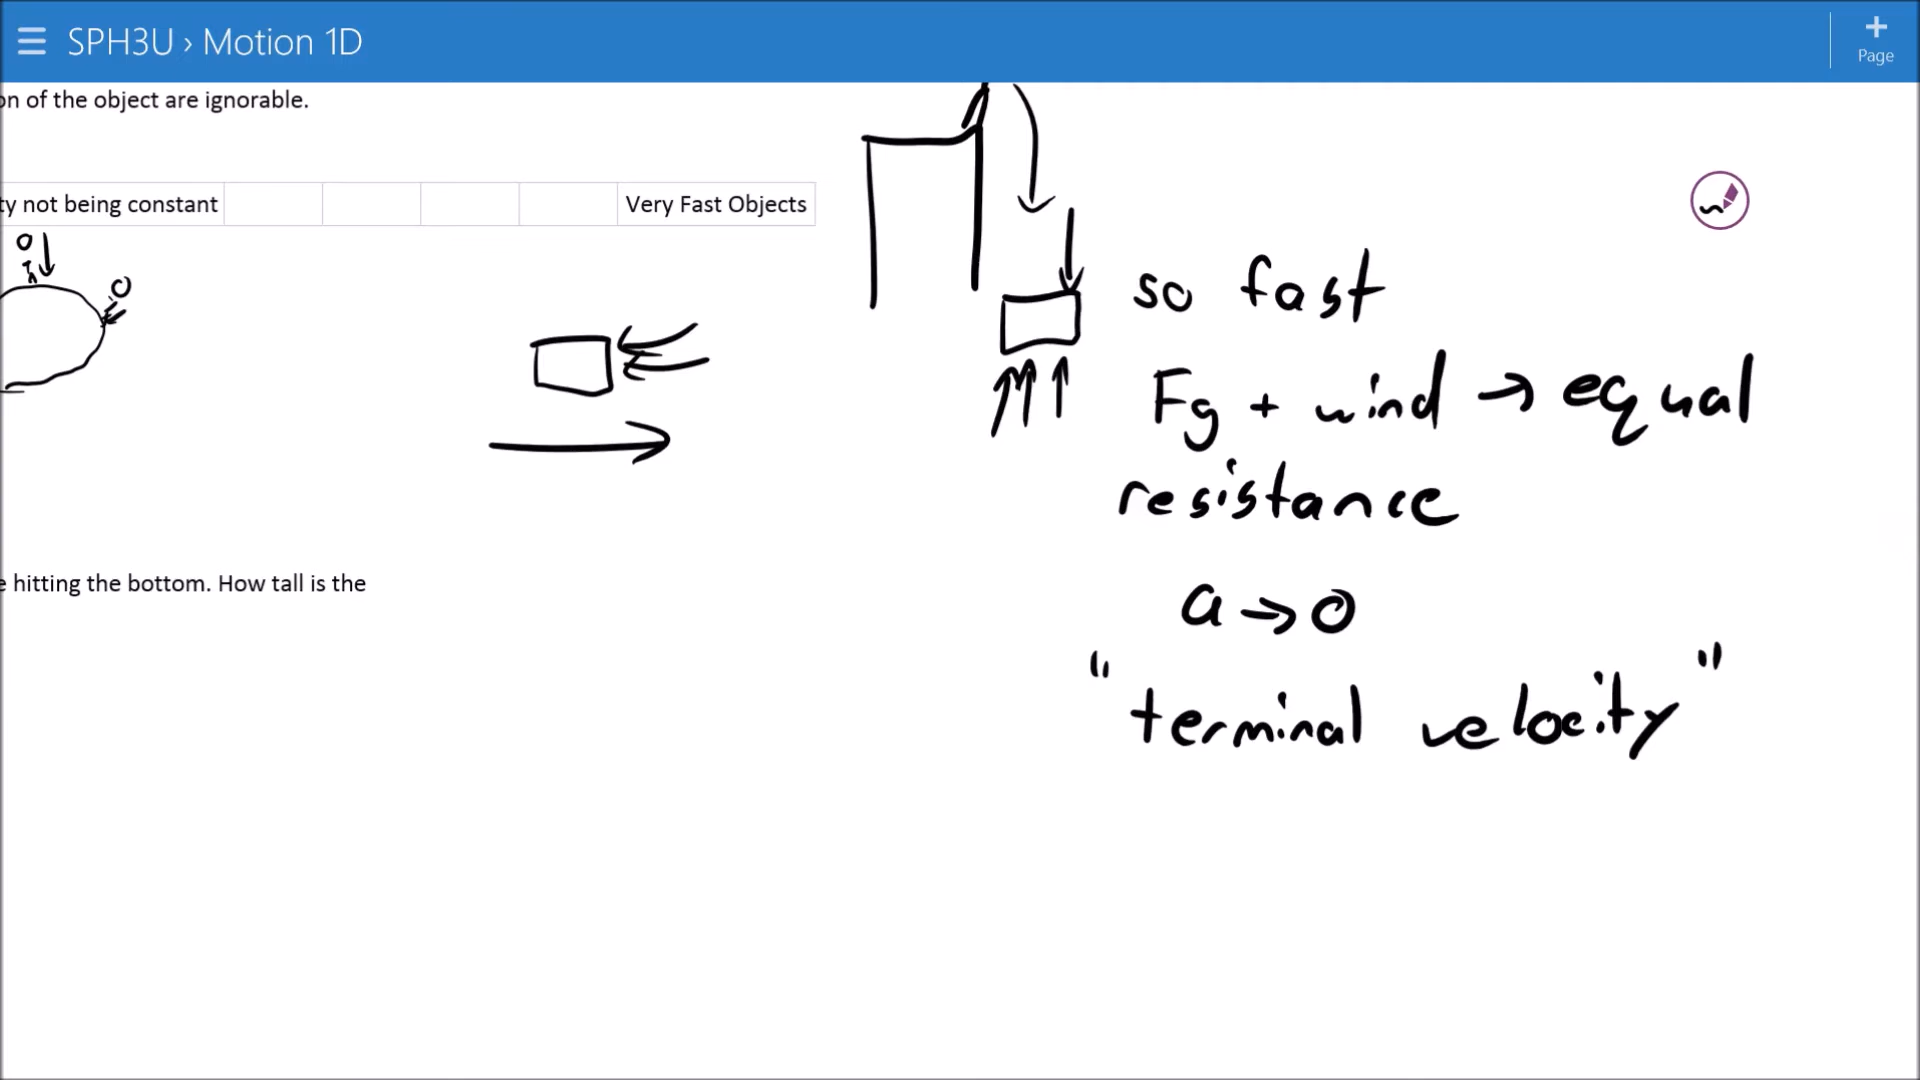 SPH3U › Motion 1D
+
Page
on of the object are ignorable.
ty not being constant
Very Fast Objects
so fast
Fg + wind → equal
resistance
e hitting the bottom. How tall is the
a → 0
"terminal velocity"